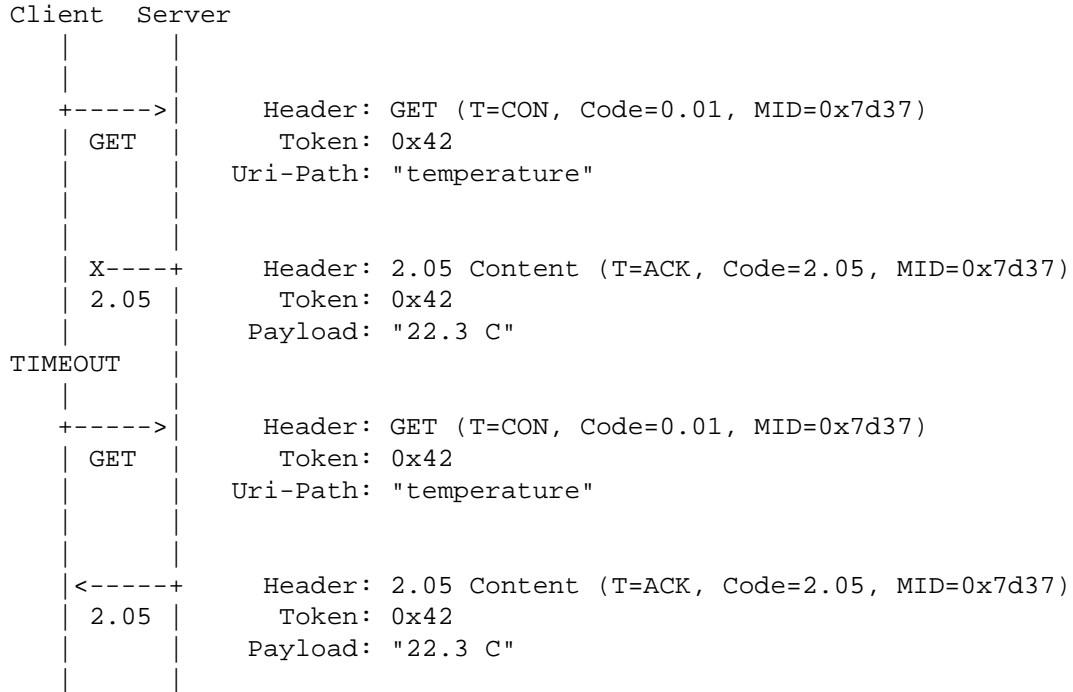 Client  Server
   |      |
   |      |
   +----->|     Header: GET (T=CON, Code=0.01, MID=0x7d37)
   | GET  |      Token: 0x42
   |      |   Uri-Path: "temperature"
   |      |
   |      |
   | X----+     Header: 2.05 Content (T=ACK, Code=2.05, MID=0x7d37)
   | 2.05 |      Token: 0x42
   |      |    Payload: "22.3 C"
TIMEOUT   |
   |      |
   +----->|     Header: GET (T=CON, Code=0.01, MID=0x7d37)
   | GET  |      Token: 0x42
   |      |   Uri-Path: "temperature"
   |      |
   |      |
   |<-----+     Header: 2.05 Content (T=ACK, Code=2.05, MID=0x7d37)
   | 2.05 |      Token: 0x42
   |      |    Payload: "22.3 C"
   |      |